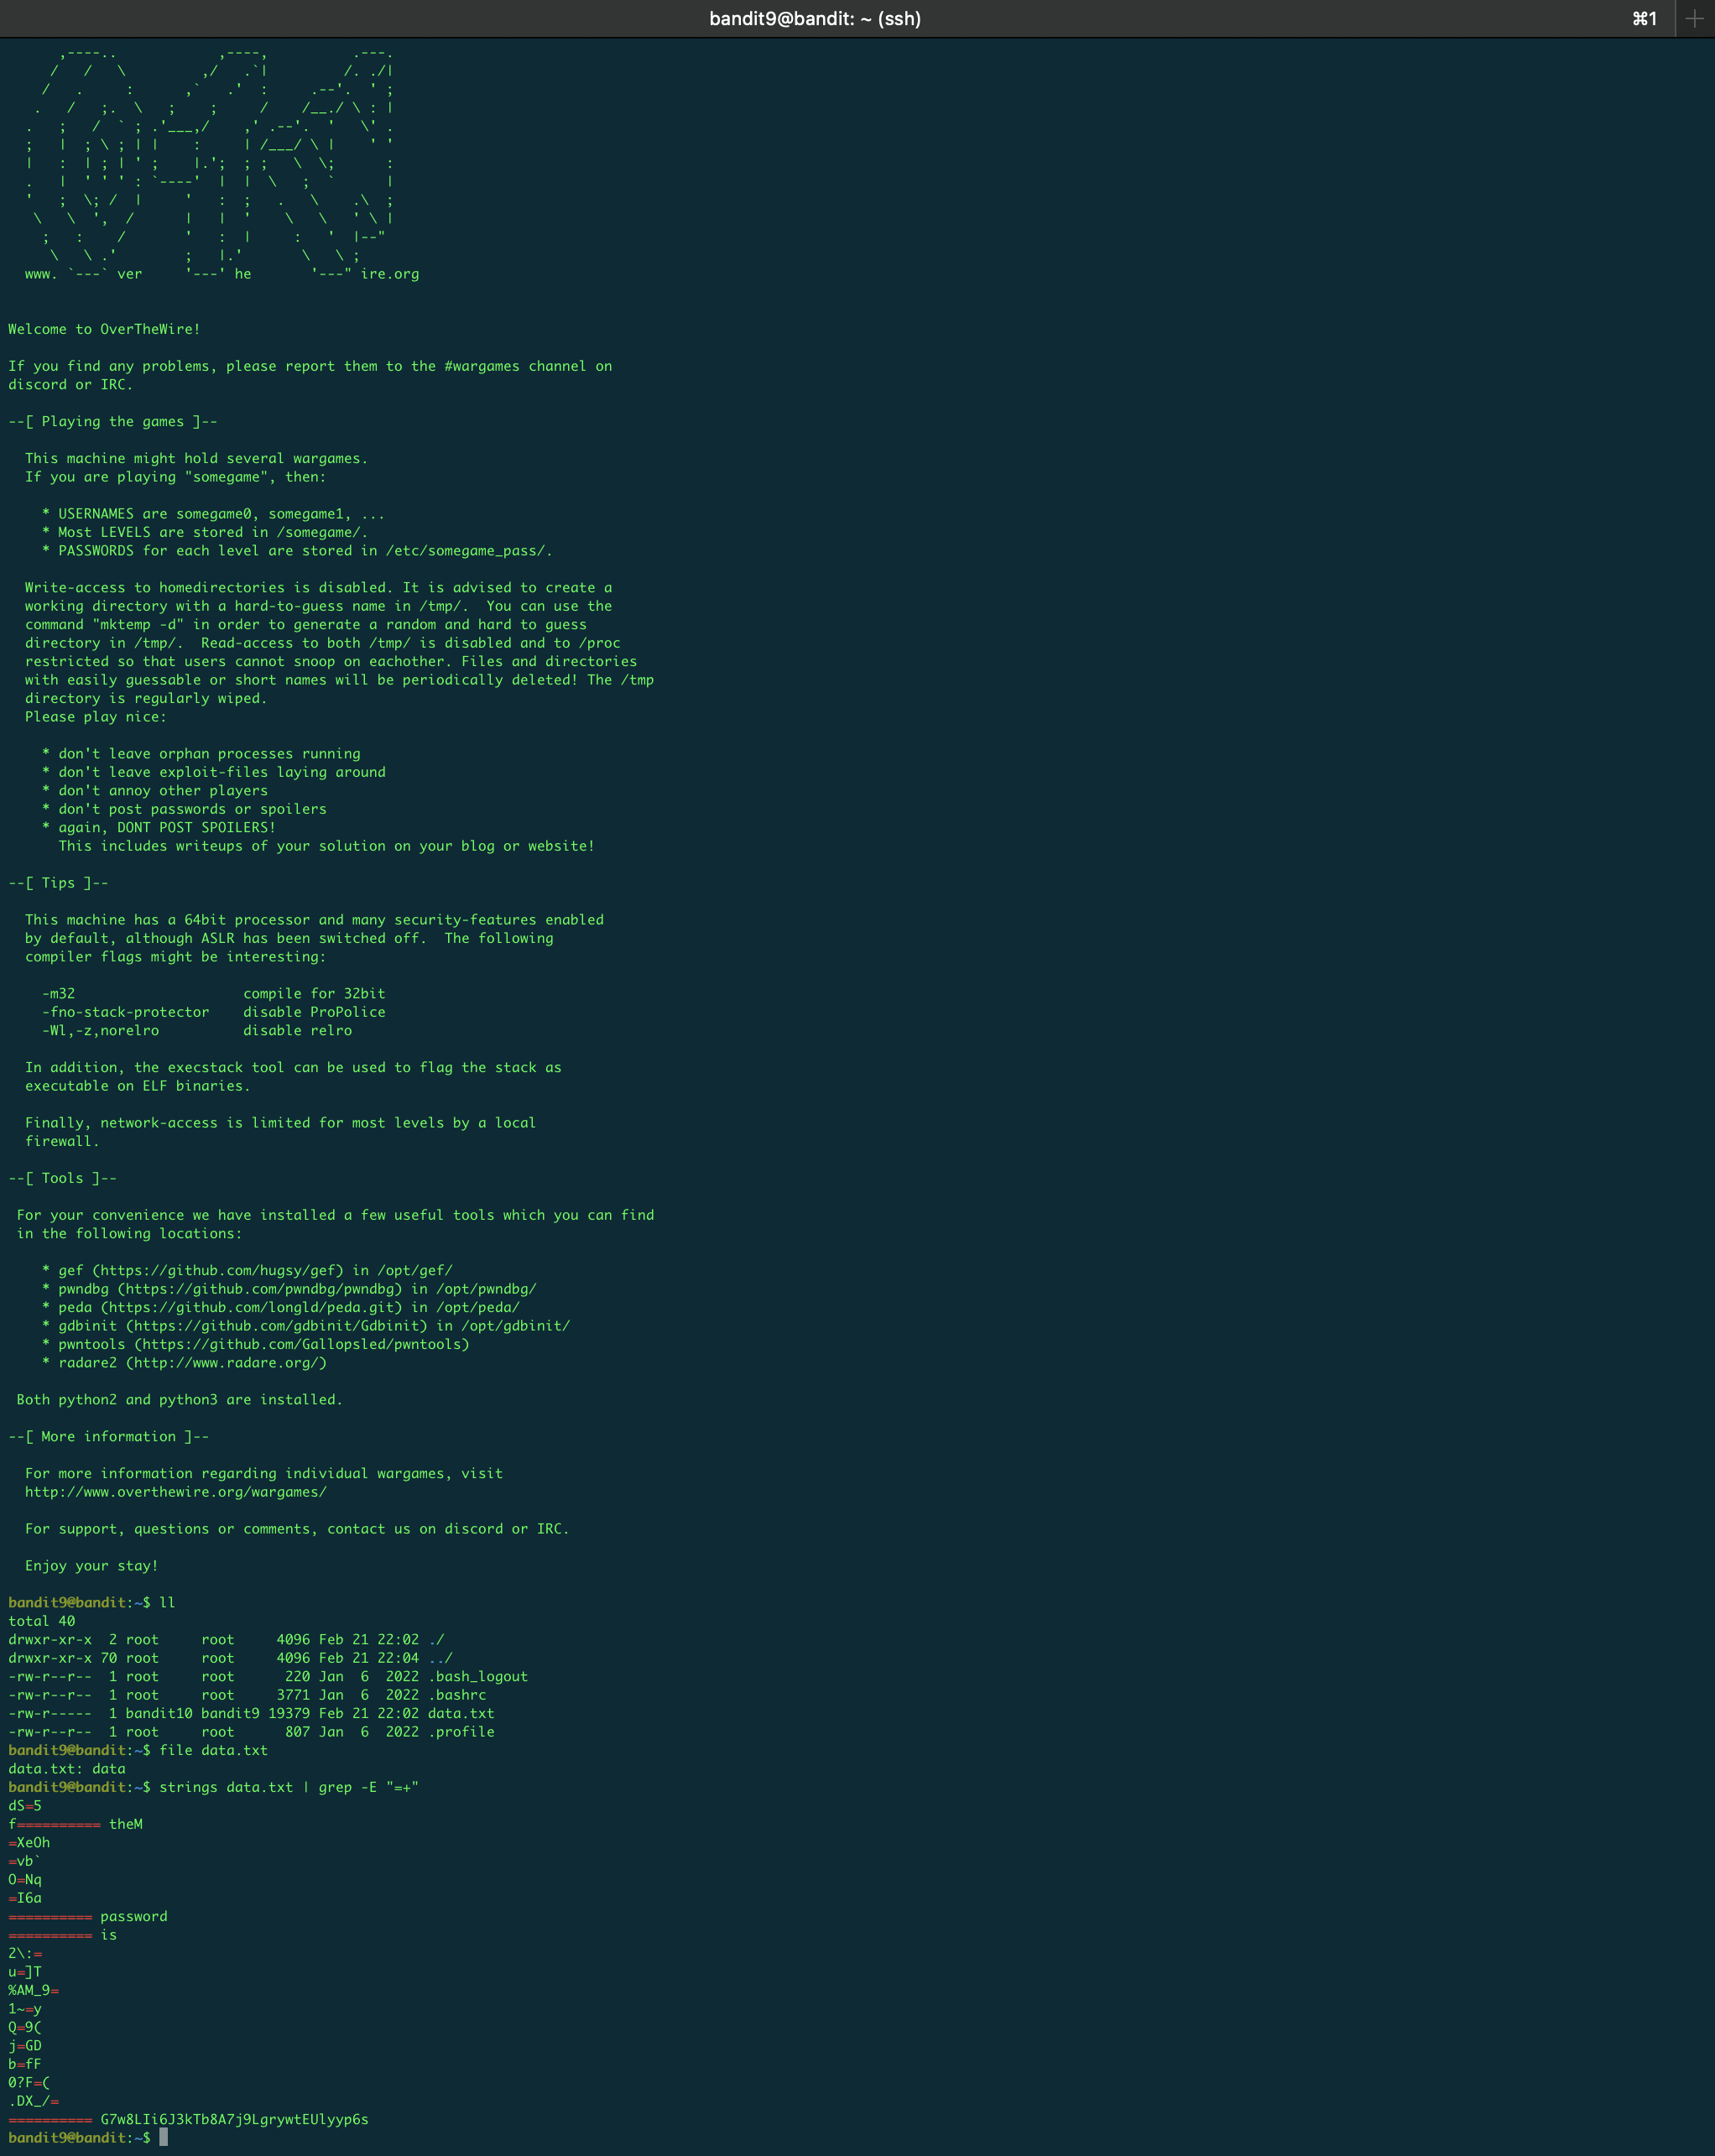 bandit9@bandit: ~ (ssh)
⌘1
      ,----..            ,----,          .---.
     /   /   \         ,/   .`|         /. ./|
    /   .     :      ,`   .'  :     .--'.  ' ;
   .   /   ;.  \   ;    ;     /    /__./ \ : |
  .   ;   /  ` ; .'___,/    ,' .--'.  '   \' .
  ;   |  ; \ ; | |    :     | /___/ \ |    ' '
  |   :  | ; | ' ;    |.';  ; ;   \  \;      :
  .   |  ' ' ' : `----'  |  |  \   ;  `      |
  '   ;  \; /  |     '   :  ;   .   \    .\  ;
   \   \  ',  /      |   |  '    \   \   ' \ |
    ;   :    /       '   :  |     :   '  |--"
     \   \ .'        ;   |.'       \   \ ;
  www. `---` ver     '---' he       '---" ire.org
Welcome to OverTheWire!
If you find any problems, please report them to the #wargames channel on
discord or IRC.
--[ Playing the games ]--
  This machine might hold several wargames.
  If you are playing "somegame", then:
    * USERNAMES are somegame0, somegame1, ...
    * Most LEVELS are stored in /somegame/.
    * PASSWORDS for each level are stored in /etc/somegame_pass/.
  Write-access to homedirectories is disabled. It is advised to create a
  working directory with a hard-to-guess name in /tmp/.  You can use the
  command "mktemp -d" in order to generate a random and hard to guess
  directory in /tmp/.  Read-access to both /tmp/ is disabled and to /proc
  restricted so that users cannot snoop on eachother. Files and directories
  with easily guessable or short names will be periodically deleted! The /tmp
  directory is regularly wiped.
  Please play nice:
    * don't leave orphan processes running
    * don't leave exploit-files laying around
    * don't annoy other players
    * don't post passwords or spoilers
    * again, DONT POST SPOILERS!
      This includes writeups of your solution on your blog or website!
--[ Tips ]--
  This machine has a 64bit processor and many security-features enabled
  by default, although ASLR has been switched off.  The following
  compiler flags might be interesting:
    -m32                    compile for 32bit
    -fno-stack-protector    disable ProPolice
    -Wl,-z,norelro          disable relro
  In addition, the execstack tool can be used to flag the stack as
  executable on ELF binaries.
  Finally, network-access is limited for most levels by a local
  firewall.
--[ Tools ]--
 For your convenience we have installed a few useful tools which you can find
 in the following locations:
    * gef (https://github.com/hugsy/gef) in /opt/gef/
    * pwndbg (https://github.com/pwndbg/pwndbg) in /opt/pwndbg/
    * peda (https://github.com/longld/peda.git) in /opt/peda/
    * gdbinit (https://github.com/gdbinit/Gdbinit) in /opt/gdbinit/
    * pwntools (https://github.com/Gallopsled/pwntools)
    * radare2 (http://www.radare.org/)
 Both python2 and python3 are installed.
--[ More information ]--
  For more information regarding individual wargames, visit
  http://www.overthewire.org/wargames/
  For support, questions or comments, contact us on discord or IRC.
  Enjoy your stay!
bandit9@bandit:~$ ll
total 40
drwxr-xr-x  2 root     root     4096 Feb 21 22:02 ./
drwxr-xr-x 70 root     root     4096 Feb 21 22:04 ../
-rw-r--r--  1 root     root      220 Jan  6  2022 .bash_logout
-rw-r--r--  1 root     root     3771 Jan  6  2022 .bashrc
-rw-r-----  1 bandit10 bandit9 19379 Feb 21 22:02 data.txt
-rw-r--r--  1 root     root      807 Jan  6  2022 .profile
bandit9@bandit:~$ file data.txt
data.txt: data
bandit9@bandit:~$ strings data.txt | grep -E "=+"
dS=5
f========== theM
=XeOh
=vb`
O=Nq
=I6a
========== password
========== is
2\:=
u=]T
%AM_9=
1~=y
Q=9(
j=GD
b=fF
0?F=(
.DX_/=
========== G7w8LIi6J3kTb8A7j9LgrywtEUlyyp6s
bandit9@bandit:~$